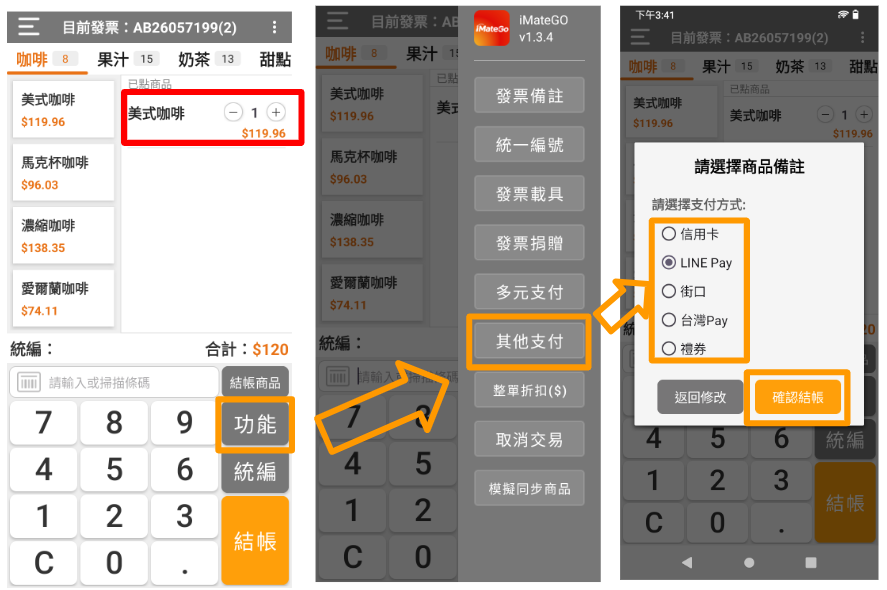 目前發票：AB26057199(2)
咖啡 8 果汁 15 奶茶 13 甜點
已點商品
美式咖啡
$119.96
美式咖啡 1
$119.96
馬克杯咖啡
$96.03
濃縮咖啡
$138.35
愛爾蘭咖啡
$74.11
統編： 合計：$120
請輸入或掃描條碼 結帳商品
7 8 9 功能
4 5 6 統編
1 2 3
C 0 . 結帳
目前發票：AB
咖啡 8 果汁 15
已點
美式咖啡
$119.96
美式
馬克杯咖啡
$96.03
濃縮咖啡
$138.35
愛爾蘭咖啡
$74.11
統編：
請輸入或掃描條碼
7 8
4 5
1 2
C 0
iMateGo
iMateGO
v1.3.4
發票備註
統一編號
發票載具
發票捐贈
多元支付
其他支付
整單折扣($)
取消交易
模擬同步商品
下午3:41
目前發票：AB26057199(2)
咖啡 8 果汁 15 奶茶 13 甜點
已點商品
美式咖啡
$119.96
美式咖啡 1
$119.96
請選擇商品備註
請選擇支付方式:
信用卡
LINE Pay
街口
台灣Pay
禮券
返回修改 確認結帳
4 5 6 統編
1 2 3
C 0 . 結帳